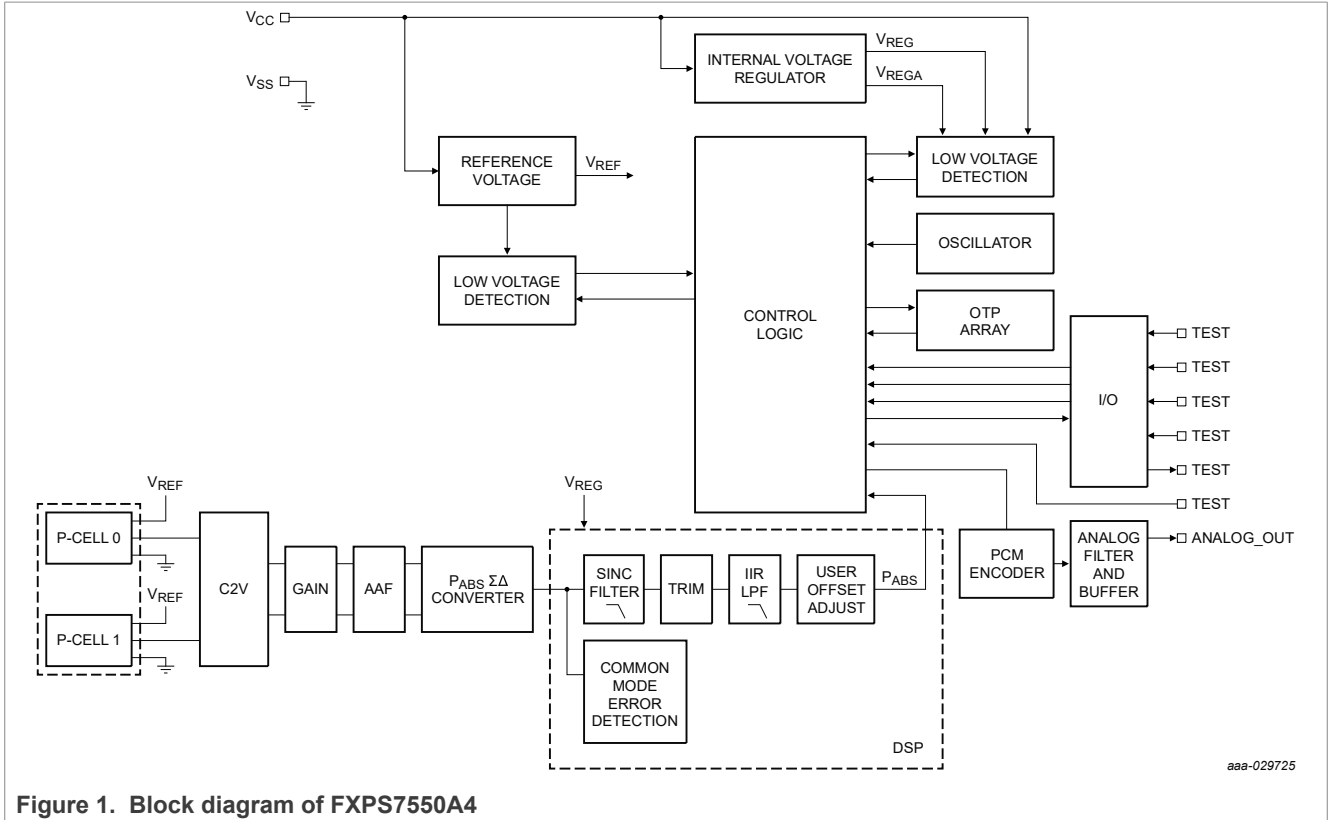 VCC
VSS
INTERNAL VOLTAGE
REGULATOR
VREG
VREGA
REFERENCE
VOLTAGE
VREF
LOW VOLTAGE
DETECTION
LOW VOLTAGE
DETECTION
OSCILLATOR
OTP
ARRAY
CONTROL
LOGIC
I/O
TEST
TEST
TEST
TEST
TEST
TEST
VREF
P-CELL 0
VREF
P-CELL 1
C2V
GAIN
AAF
PABS ΣΔ
CONVERTER
VREG
SINC
FILTER
TRIM
IIR
LPF
USER
OFFSET
ADJUST
PABS
COMMON
MODE
ERROR
DETECTION
DSP
PCM
ENCODER
ANALOG
FILTER
AND
BUFFER
ANALOG_OUT
aaa-029725
Figure 1. Block diagram of FXPS7550A4